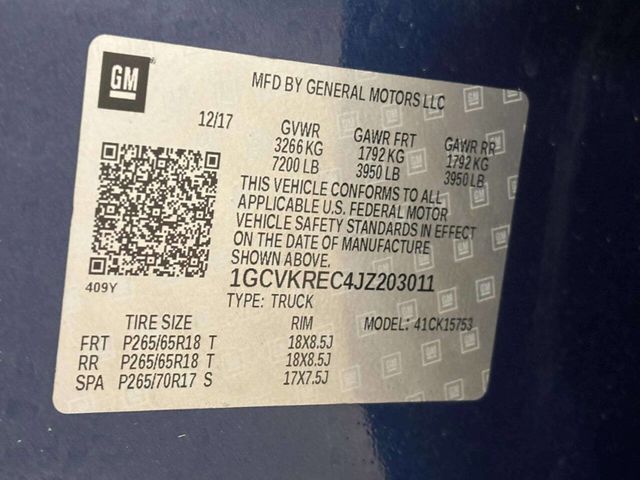 GM
MFD BY GENERAL MOTORS LLC
12/17
GVWR GAWR FRT GAWR RR
3266 KG 1792 KG 1792 KG
7200 LB 3950 LB 3950 LB
THIS VEHICLE CONFORMS TO ALL
APPLICABLE U.S. FEDERAL MOTOR
VEHICLE SAFETY STANDARDS IN EFFECT
ON THE DATE OF MANUFACTURE
SHOWN ABOVE.
409Y
1GCVKREC4JZ203011
TYPE: TRUCK MODEL: 41CK15753
TIRE SIZE RIM
FRT P265/65R18 T 18X8.5J
RR P265/65R18 T 18X8.5J
SPA P265/70R17 S 17X7.5J